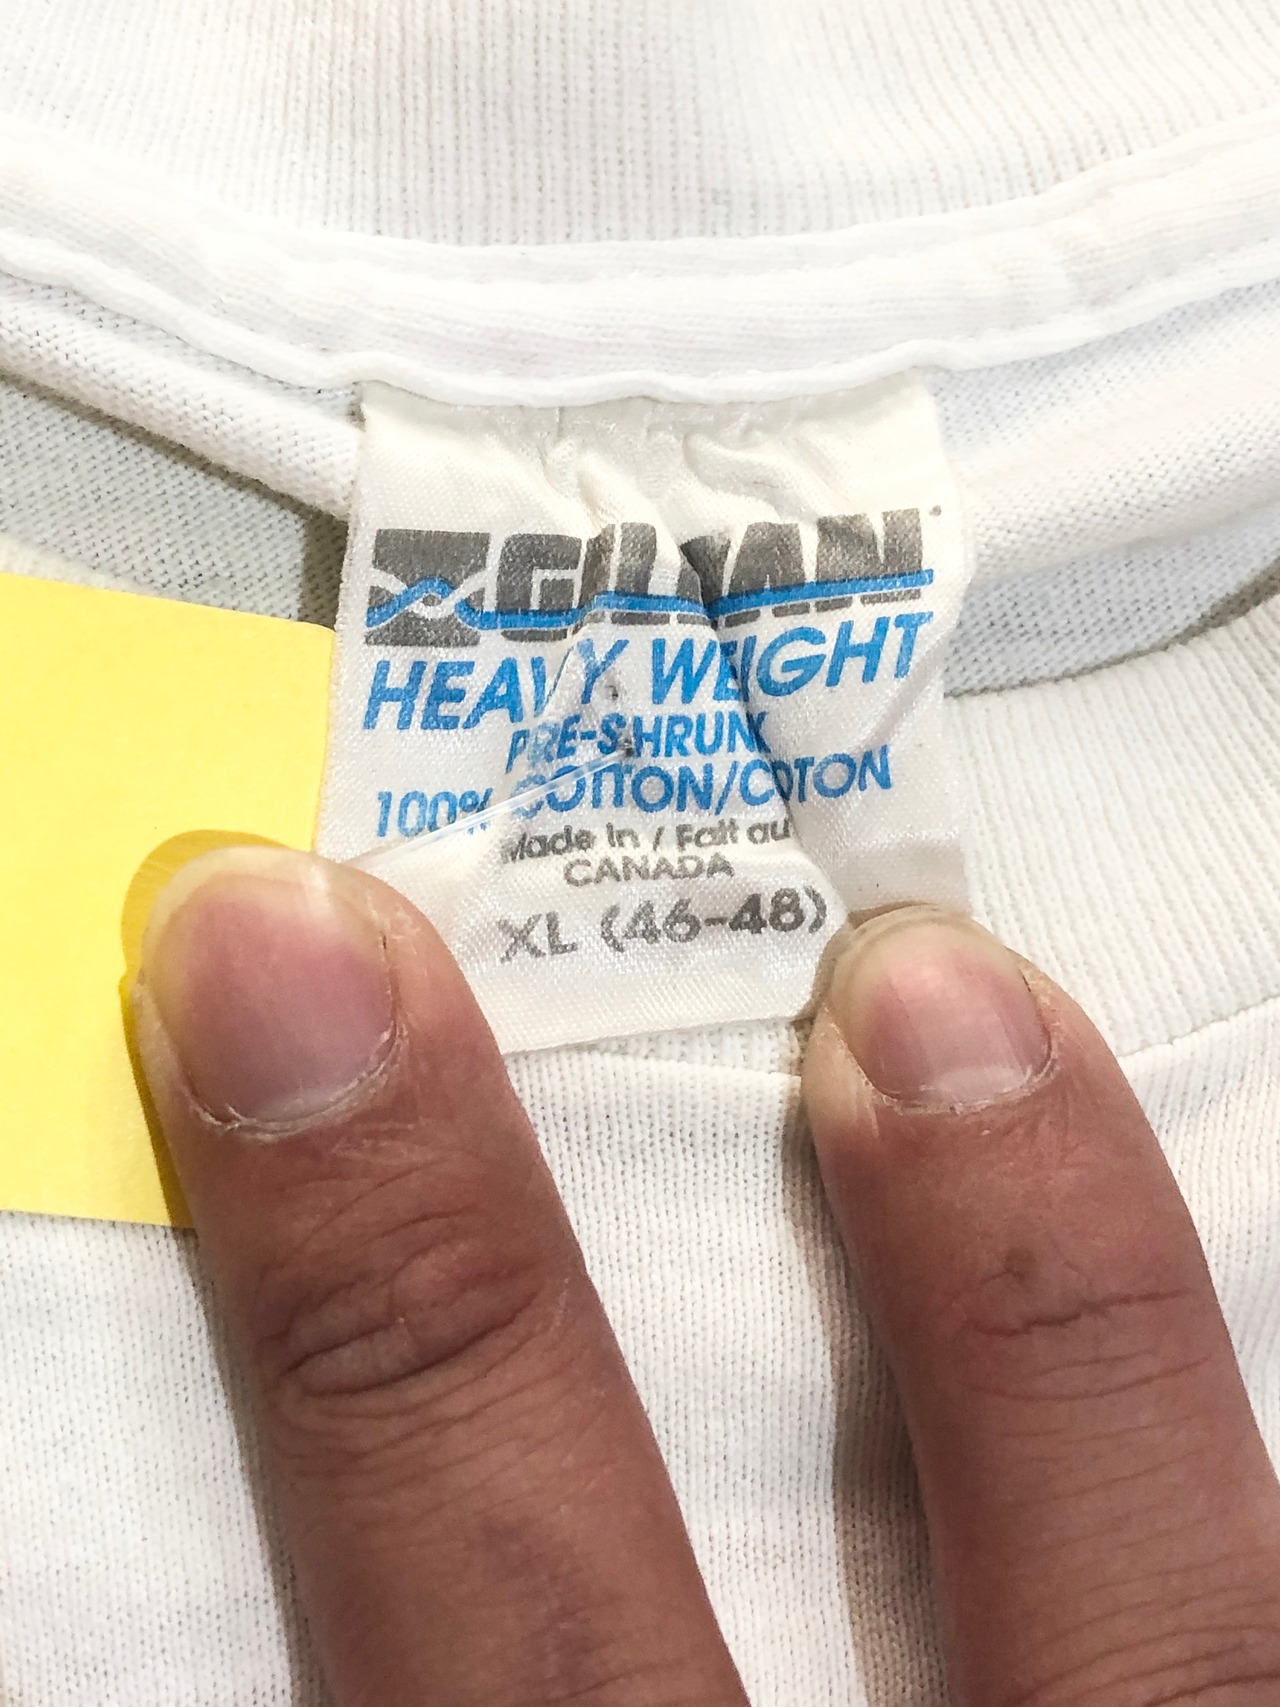 GILDAN
HEAVY WEIGHT
PRE-SHRUNK
100% COTTON/COTON
Made in / Fait au
CANADA
XL (46-48)